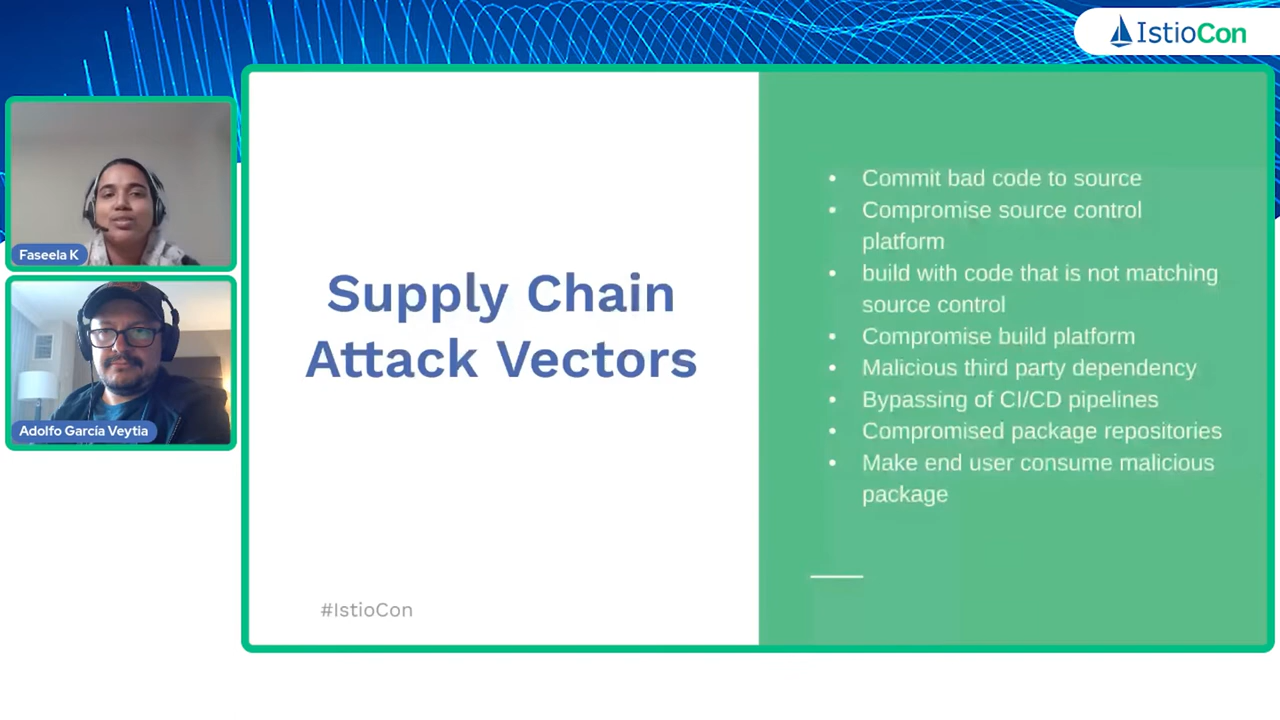 IstioCon
Faseela K
Adolfo García Veytia
Supply Chain
Attack Vectors
#IstioCon
• Commit bad code to source
• Compromise source control
platform
• build with code that is not matching
source control
• Compromise build platform
• Malicious third party dependency
• Bypassing of CI/CD pipelines
• Compromised package repositories
• Make end user consume malicious
package